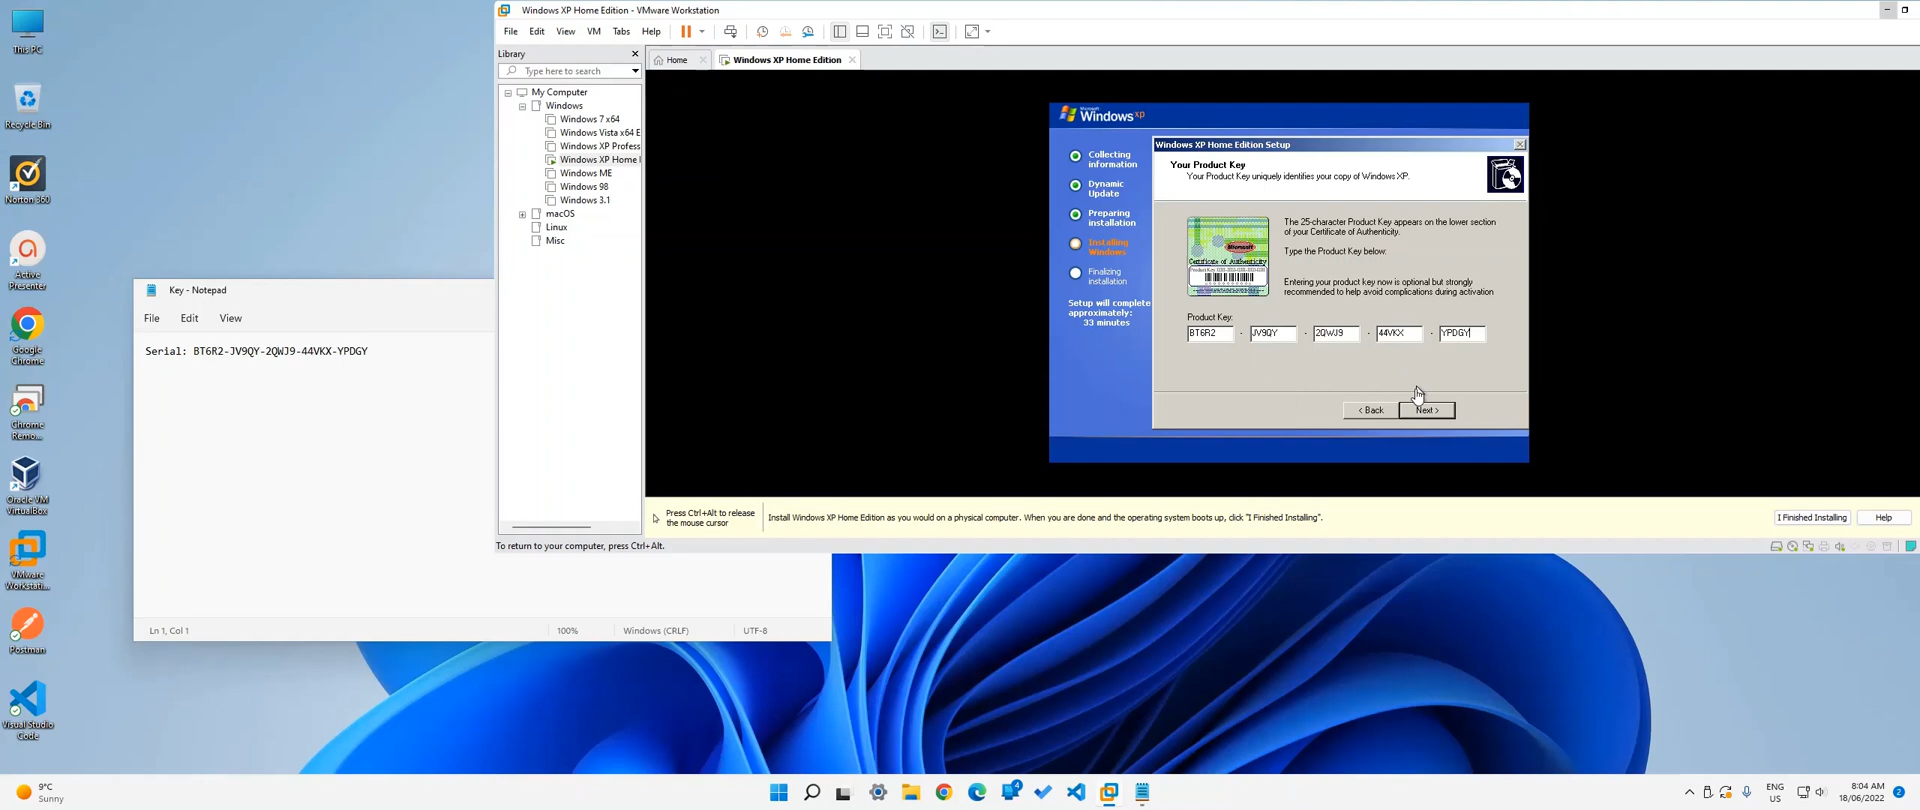 This PC
Recycle Bin
Norton 360
Active
Presenter
Google
Chrome
Chrome
Remo...
Oracle VM
VirtualBox
VMware
Workstati...
Postman
Visual Studio
Code
Key - Notepad
File Edit View
Serial: BT6R2-JV9QY-2QWJ9-44VKX-YPDGY
Ln 1, Col 1 100% Windows (CRLF) UTF-8
Windows XP Home Edition - VMware Workstation
File Edit View VM Tabs Help
Library
Type here to search
My Computer
Windows
Windows 7 x64
Windows Vista x64 E
Windows XP Profess
Windows XP Home
Windows ME
Windows 98
Windows 3.1
macOS
Linux
Misc
Home Windows XP Home Edition
Microsoft
Windows xp
Collecting
information
Dynamic
Update
Preparing
installation
Installing
Windows
Finalizing
installation
Setup will complete
approximately:
33 minutes
Windows XP Home Edition Setup
Your Product Key
Your Product Key uniquely identifies your copy of Windows XP.
Microsoft
Certificate of Authenticity
The 25-character Product Key appears on the lower section
of your Certificate of Authenticity.
Type the Product Key below:
Entering your product key now is optional but strongly
recommended to help avoid complications during activation
Product Key:
BT6R2 - JV9QY - 2QWJ9 - 44VKX - YPDGY
< Back Next >
Press Ctrl+Alt to release
the mouse cursor
Install Windows XP Home Edition as you would on a physical computer. When you are done and the operating system boots up, click "I Finished Installing".
I Finished Installing Help
To return to your computer, press Ctrl+Alt.
9°C
Sunny
4
ENG
US
8:04 AM
18/06/2022
2